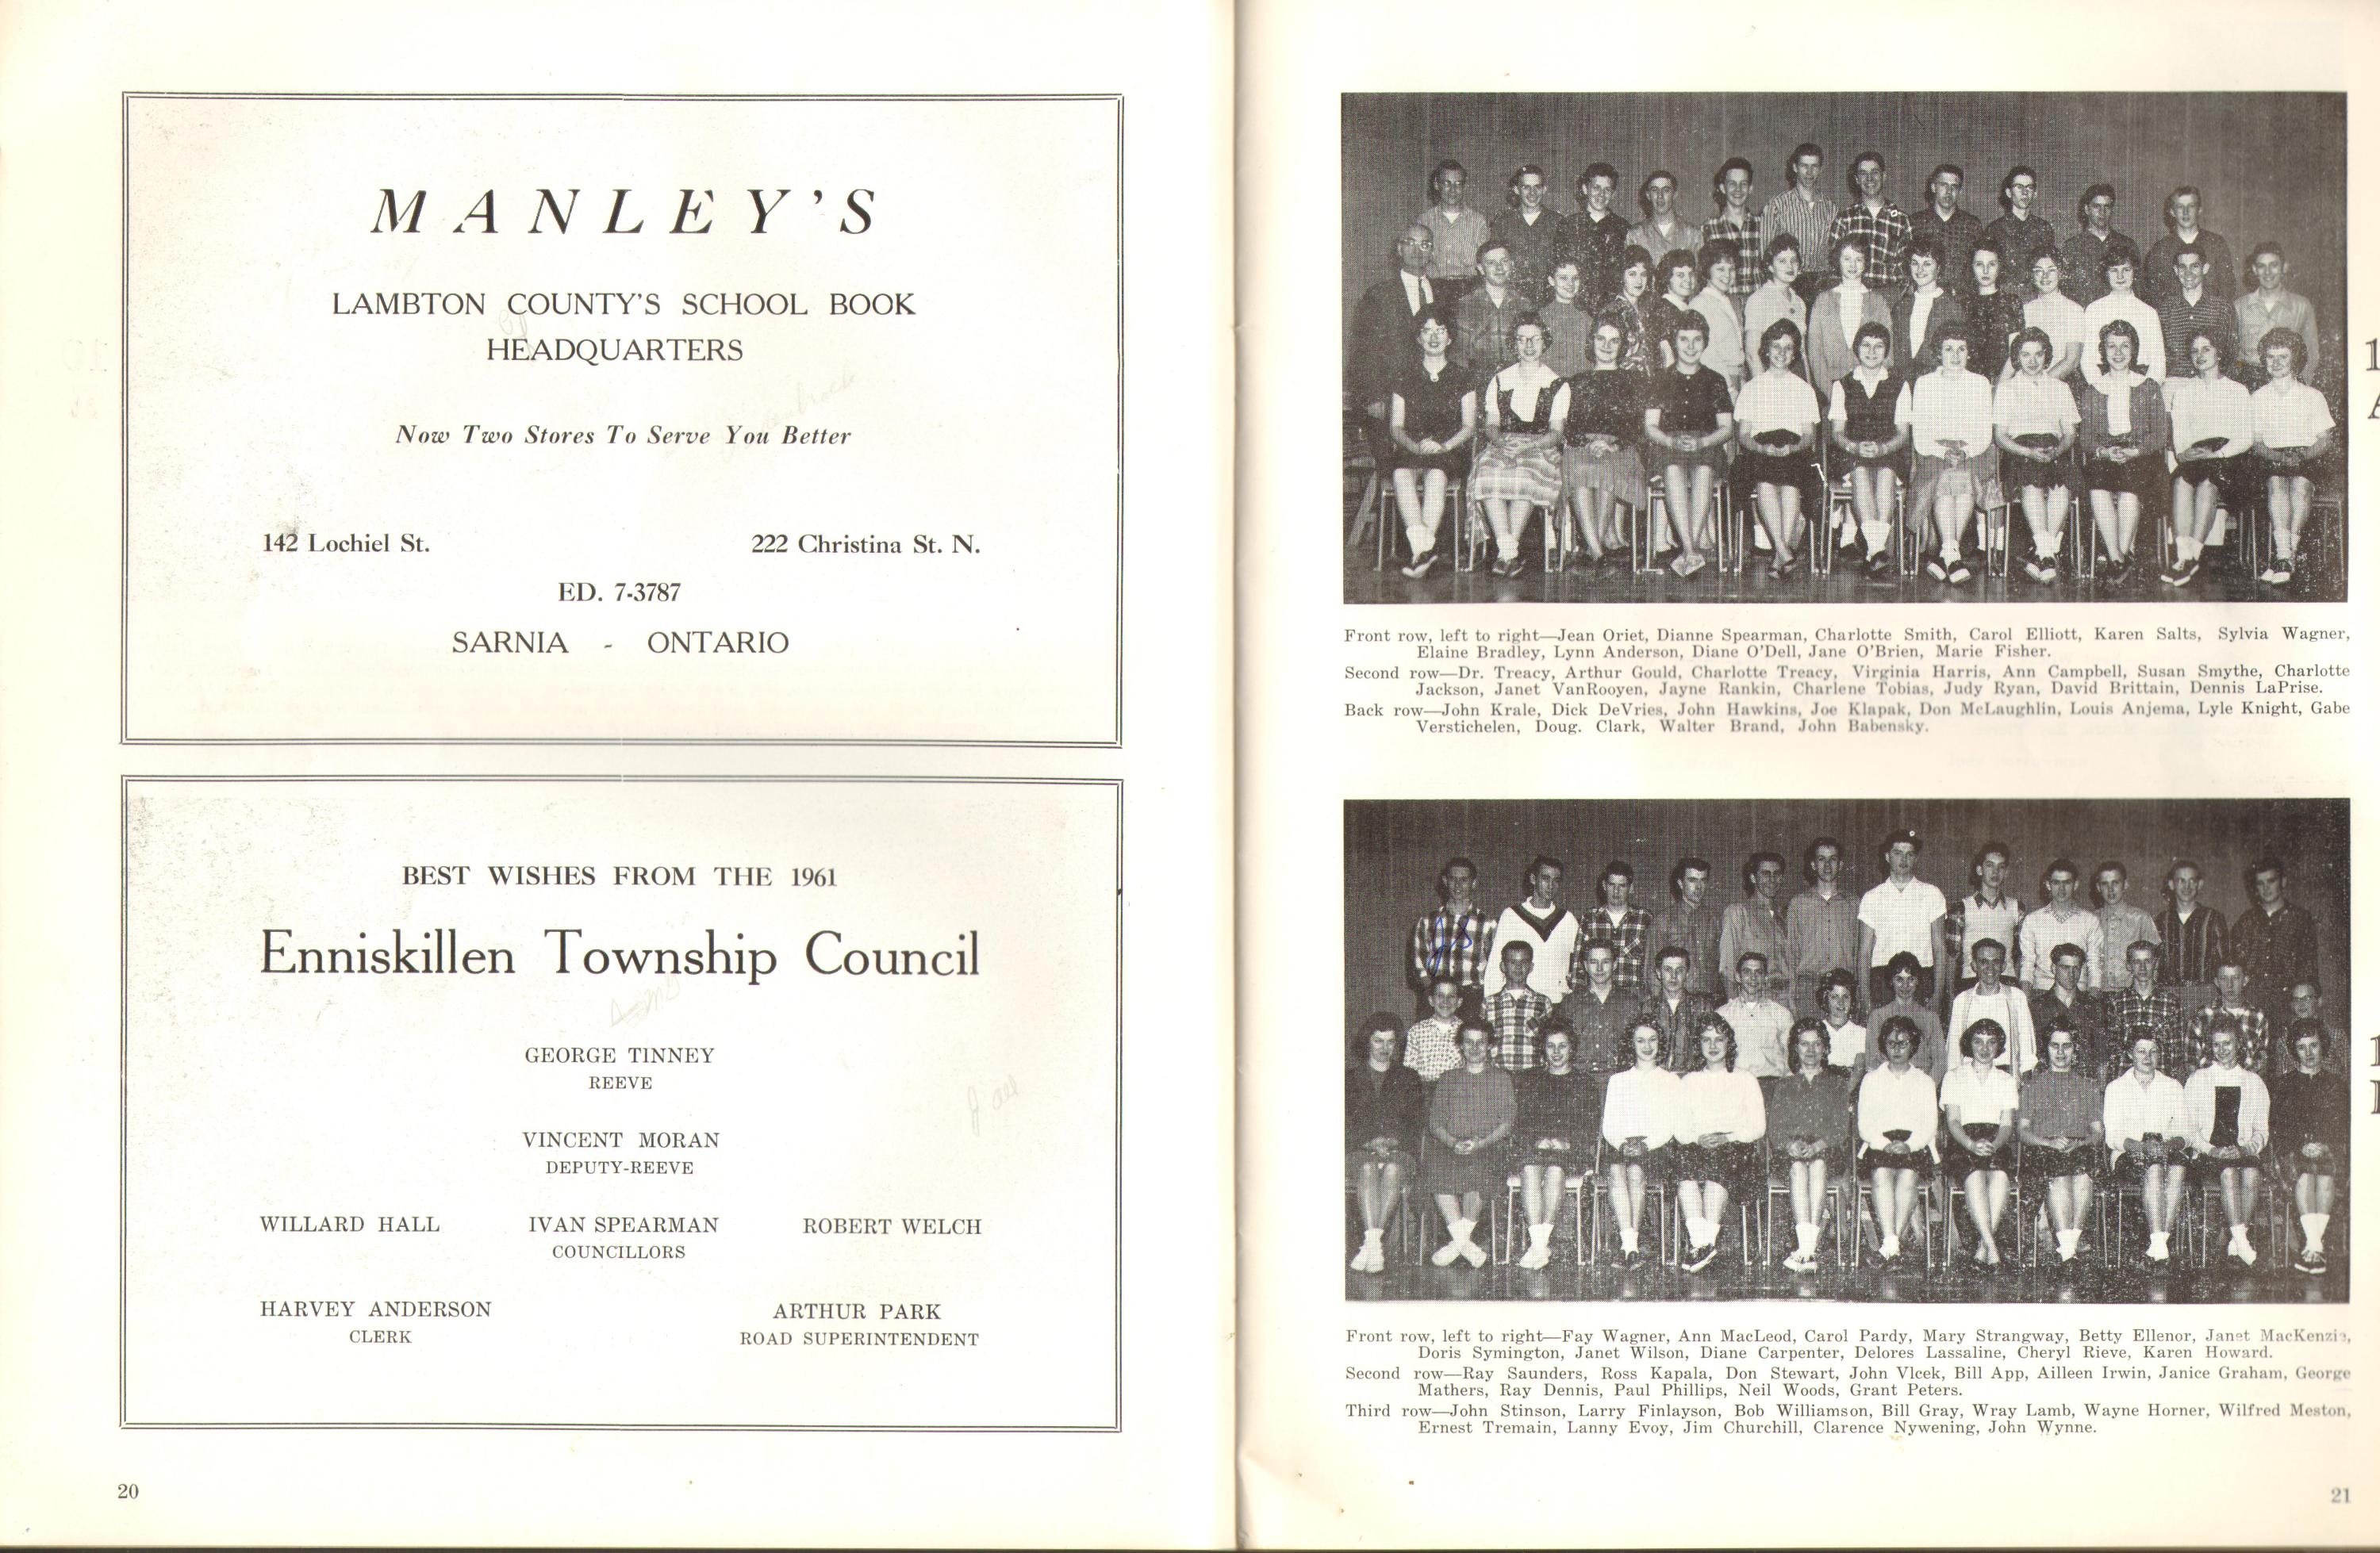 MANLEY'S
LAMBTON COUNTY'S SCHOOL BOOK
HEADQUARTERS
Now Two Stores To Serve You Better
142 Lochiel St. 222 Christina St. N.
ED. 7-3787
SARNIA - ONTARIO
BEST WISHES FROM THE 1961
Enniskillen Township Council
GEORGE TINNEY
REEVE
VINCENT MORAN
DEPUTY-REEVE
WILLARD HALL IVAN SPEARMAN ROBERT WELCH
COUNCILLORS
HARVEY ANDERSON ARTHUR PARK
CLERK ROAD SUPERINTENDENT
20
Front row, left to right—Jean Oriet, Dianne Spearman, Charlotte Smith, Carol Elliott, Karen Salts, Sylvia Wagner,
Elaine Bradley, Lynn Anderson, Diane O'Dell, Jane O'Brien, Marie Fisher.
Second row—Dr. Treacy, Arthur Gould, Charlotte Treacy, Virginia Harris, Ann Campbell, Susan Smythe, Charlotte
Jackson, Janet VanRooyen, Jayne Rankin, Charlene Tobias, Judy Ryan, David Brittain, Dennis LaPrise.
Back row—John Krale, Dick DeVries, John Hawkins, Joe Klapak, Don McLaughlin, Louis Anjema, Lyle Knight, Gabe
Verstichelen, Doug. Clark, Walter Brand, John Babensky.
JS
Front row, left to right—Fay Wagner, Ann MacLeod, Carol Pardy, Mary Strangway, Betty Ellenor, Janet MacKenzie,
Doris Symington, Janet Wilson, Diane Carpenter, Delores Lassaline, Cheryl Rieve, Karen Howard.
Second row—Ray Saunders, Ross Kapala, Don Stewart, John Vlcek, Bill App, Ailleen Irwin, Janice Graham, George
Mathers, Ray Dennis, Paul Phillips, Neil Woods, Grant Peters.
Third row—John Stinson, Larry Finlayson, Bob Williamson, Bill Gray, Wray Lamb, Wayne Horner, Wilfred Meston,
Ernest Tremain, Lanny Evoy, Jim Churchill, Clarence Nywening, John Wynne.
21